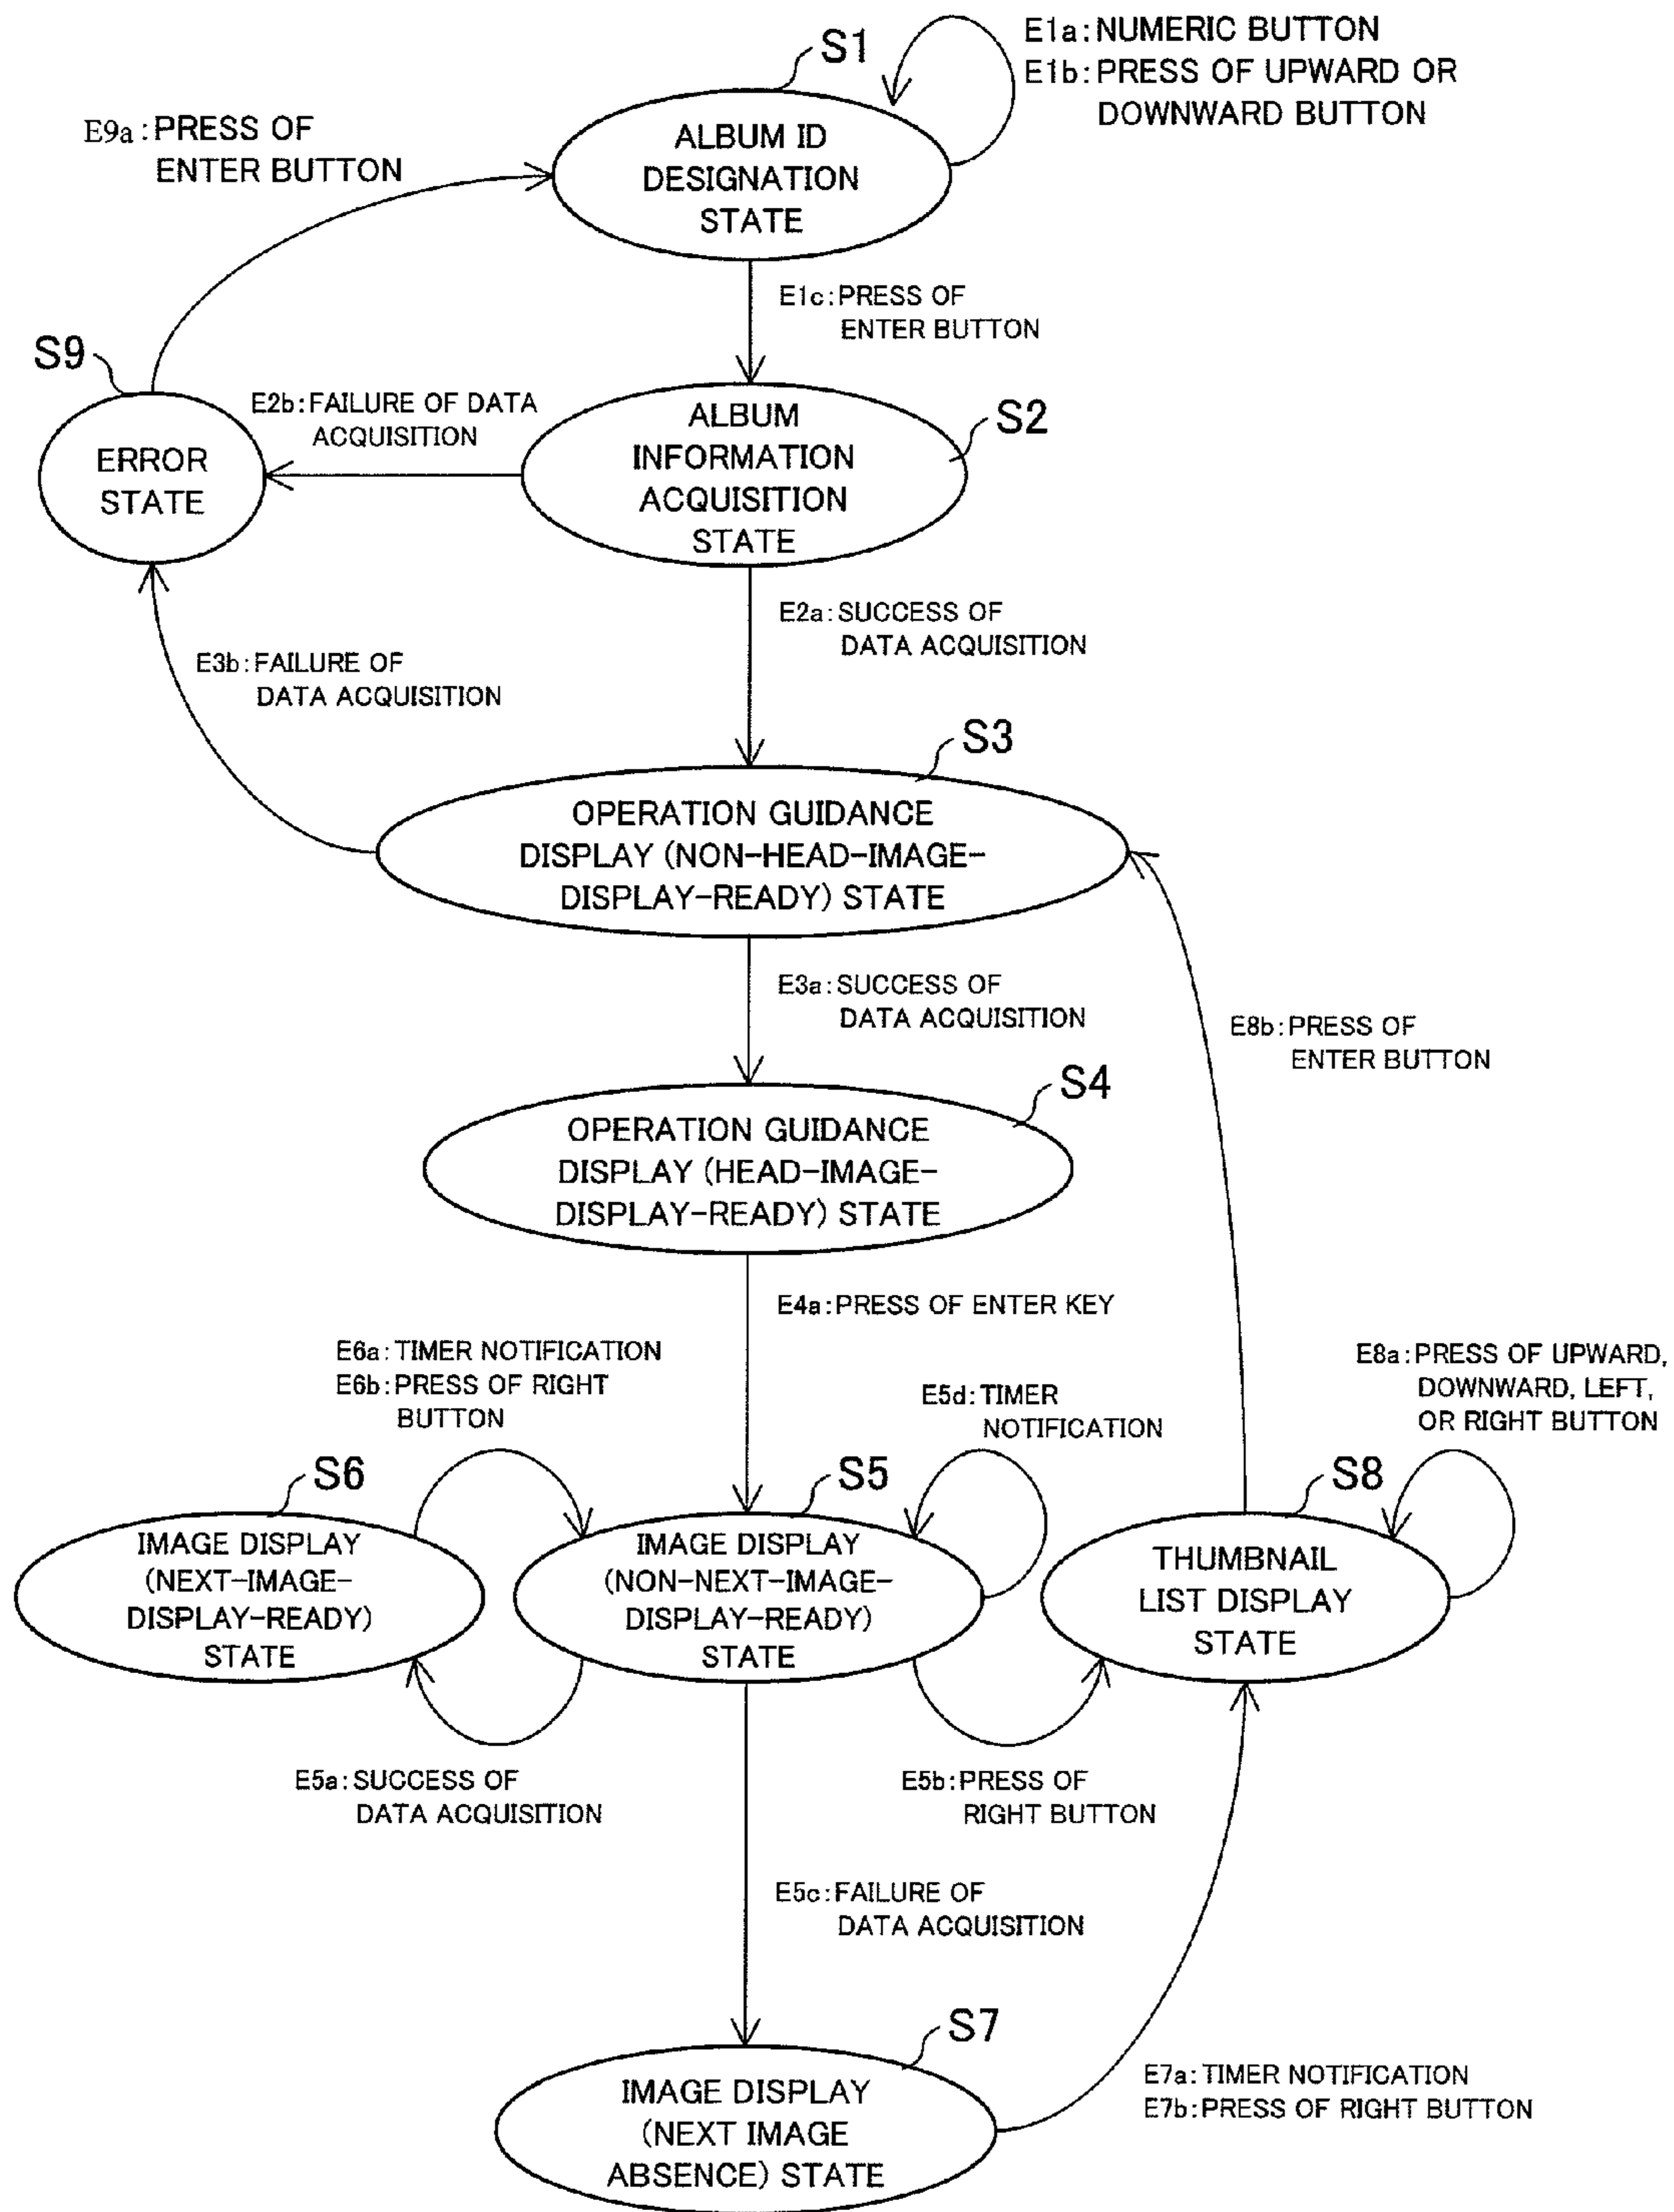 S1
E1a:NUMERIC BUTTON
E1b:PRESS OF UPWARD OR
DOWNWARD BUTTON
E9a:PRESS OF
ENTER BUTTON
ALBUM ID
DESIGNATION
STATE
E1c:PRESS OF
ENTER BUTTON
S9
ERROR
STATE
E2b:FAILURE OF DATA
ACQUISITION
S2
ALBUM
INFORMATION
ACQUISITION
STATE
E2a:SUCCESS OF
DATA ACQUISITION
E3b:FAILURE OF
DATA ACQUISITION
S3
OPERATION GUIDANCE
DISPLAY (NON-HEAD-IMAGE-
DISPLAY-READY) STATE
E3a:SUCCESS OF
DATA ACQUISITION
E8b:PRESS OF
ENTER BUTTON
S4
OPERATION GUIDANCE
DISPLAY (HEAD-IMAGE-
DISPLAY-READY) STATE
E4a:PRESS OF ENTER KEY
E6a:TIMER NOTIFICATION
E6b:PRESS OF RIGHT
BUTTON
E5d:TIMER
NOTIFICATION
E8a:PRESS OF UPWARD,
DOWNWARD, LEFT,
OR RIGHT BUTTON
S6
IMAGE DISPLAY
(NEXT-IMAGE-
DISPLAY-READY)
STATE
S5
IMAGE DISPLAY
(NON-NEXT-IMAGE-
DISPLAY-READY)
STATE
S8
THUMBNAIL
LIST DISPLAY
STATE
E5a:SUCCESS OF
DATA ACQUISITION
E5b:PRESS OF
RIGHT BUTTON
E5c:FAILURE OF
DATA ACQUISITION
S7
IMAGE DISPLAY
(NEXT IMAGE
ABSENCE) STATE
E7a:TIMER NOTIFICATION
E7b:PRESS OF RIGHT BUTTON